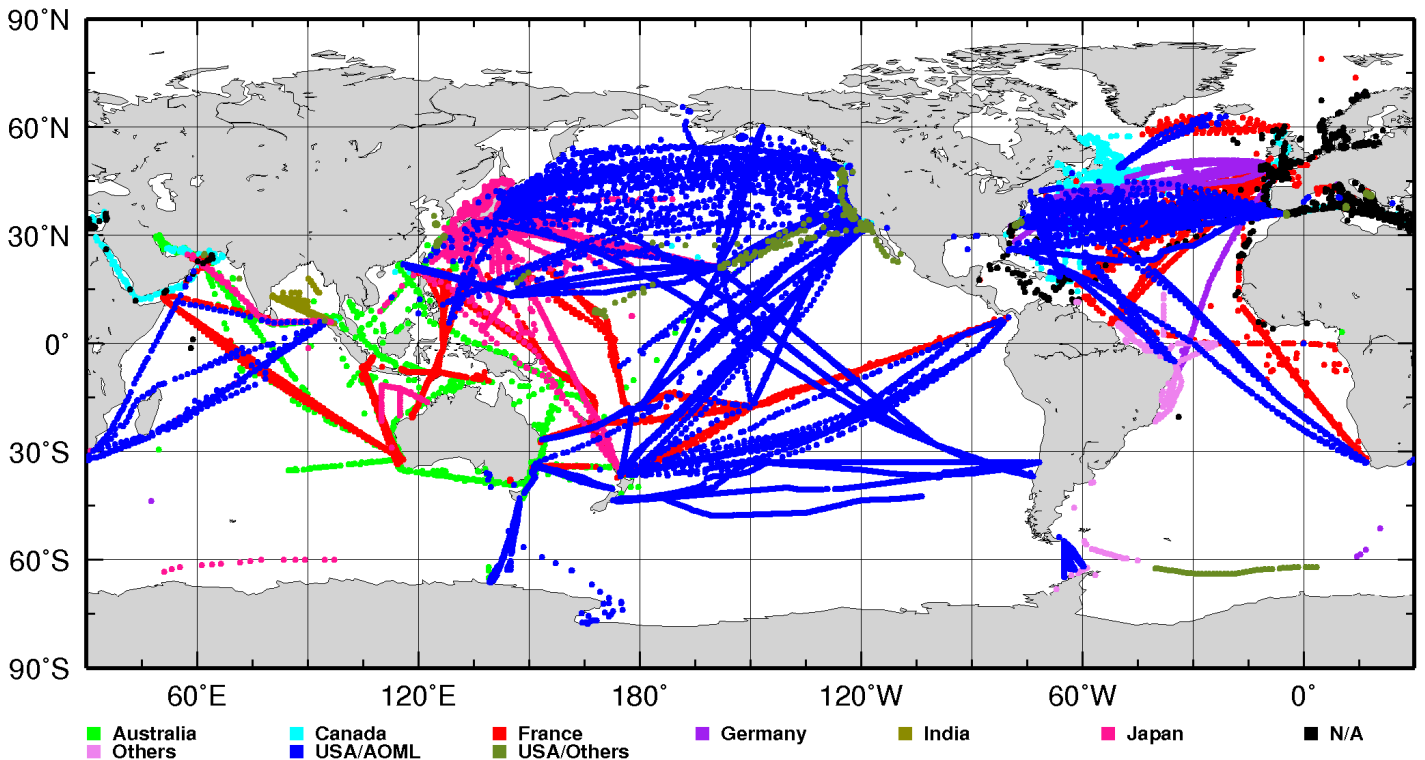 90˚N
60˚N
30˚N
0˚
30˚S
60˚S
90˚S
60˚E 120˚E 180˚ 120˚W 60˚W 0˚
Australia Canada France Germany India Japan N/A
Others USA/AOML USA/Others